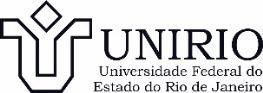 UNIRIO
Universidade Federal do
Estado do Rio de Janeiro